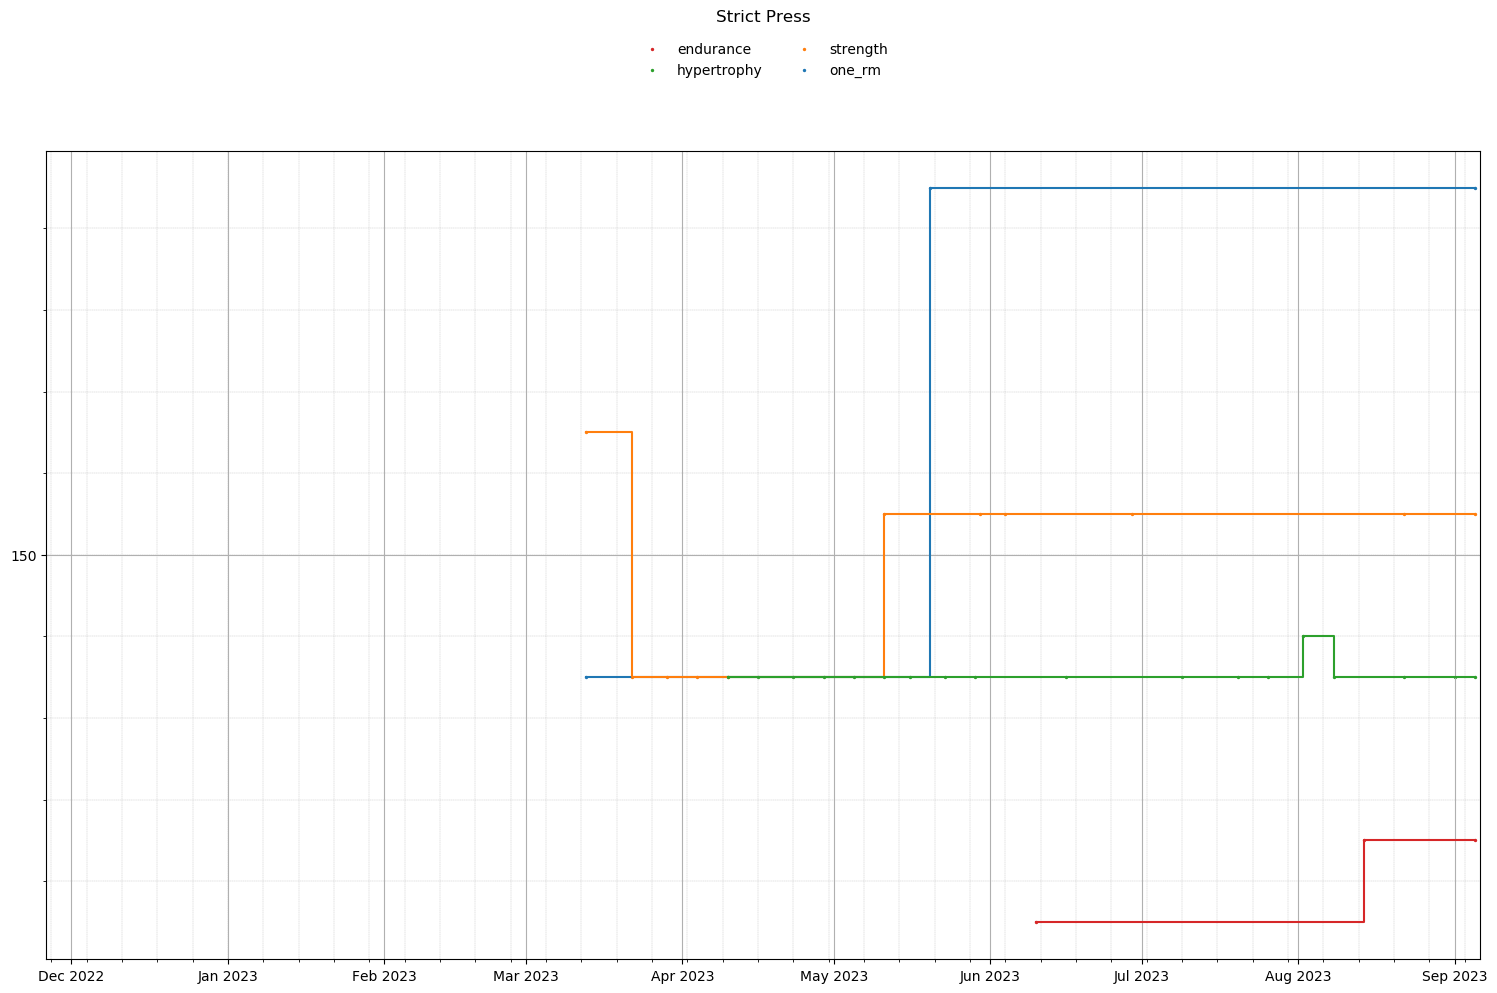 Strict Press
endurance
hypertrophy
strength
one_rm
150
Dec 2022
Jan 2023
Feb 2023
Mar 2023
Apr 2023
May 2023
Jun 2023
Jul 2023
Aug 2023
Sep 2023